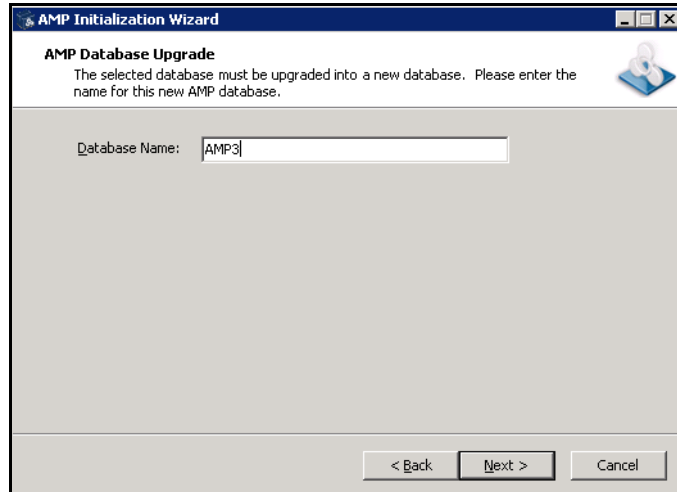 AMP Initialization Wizard
AMP Database Upgrade
The selected database must be upgraded into a new database. Please enter the
name for this new AMP database.
Database Name: AMP3
< Back Next > Cancel